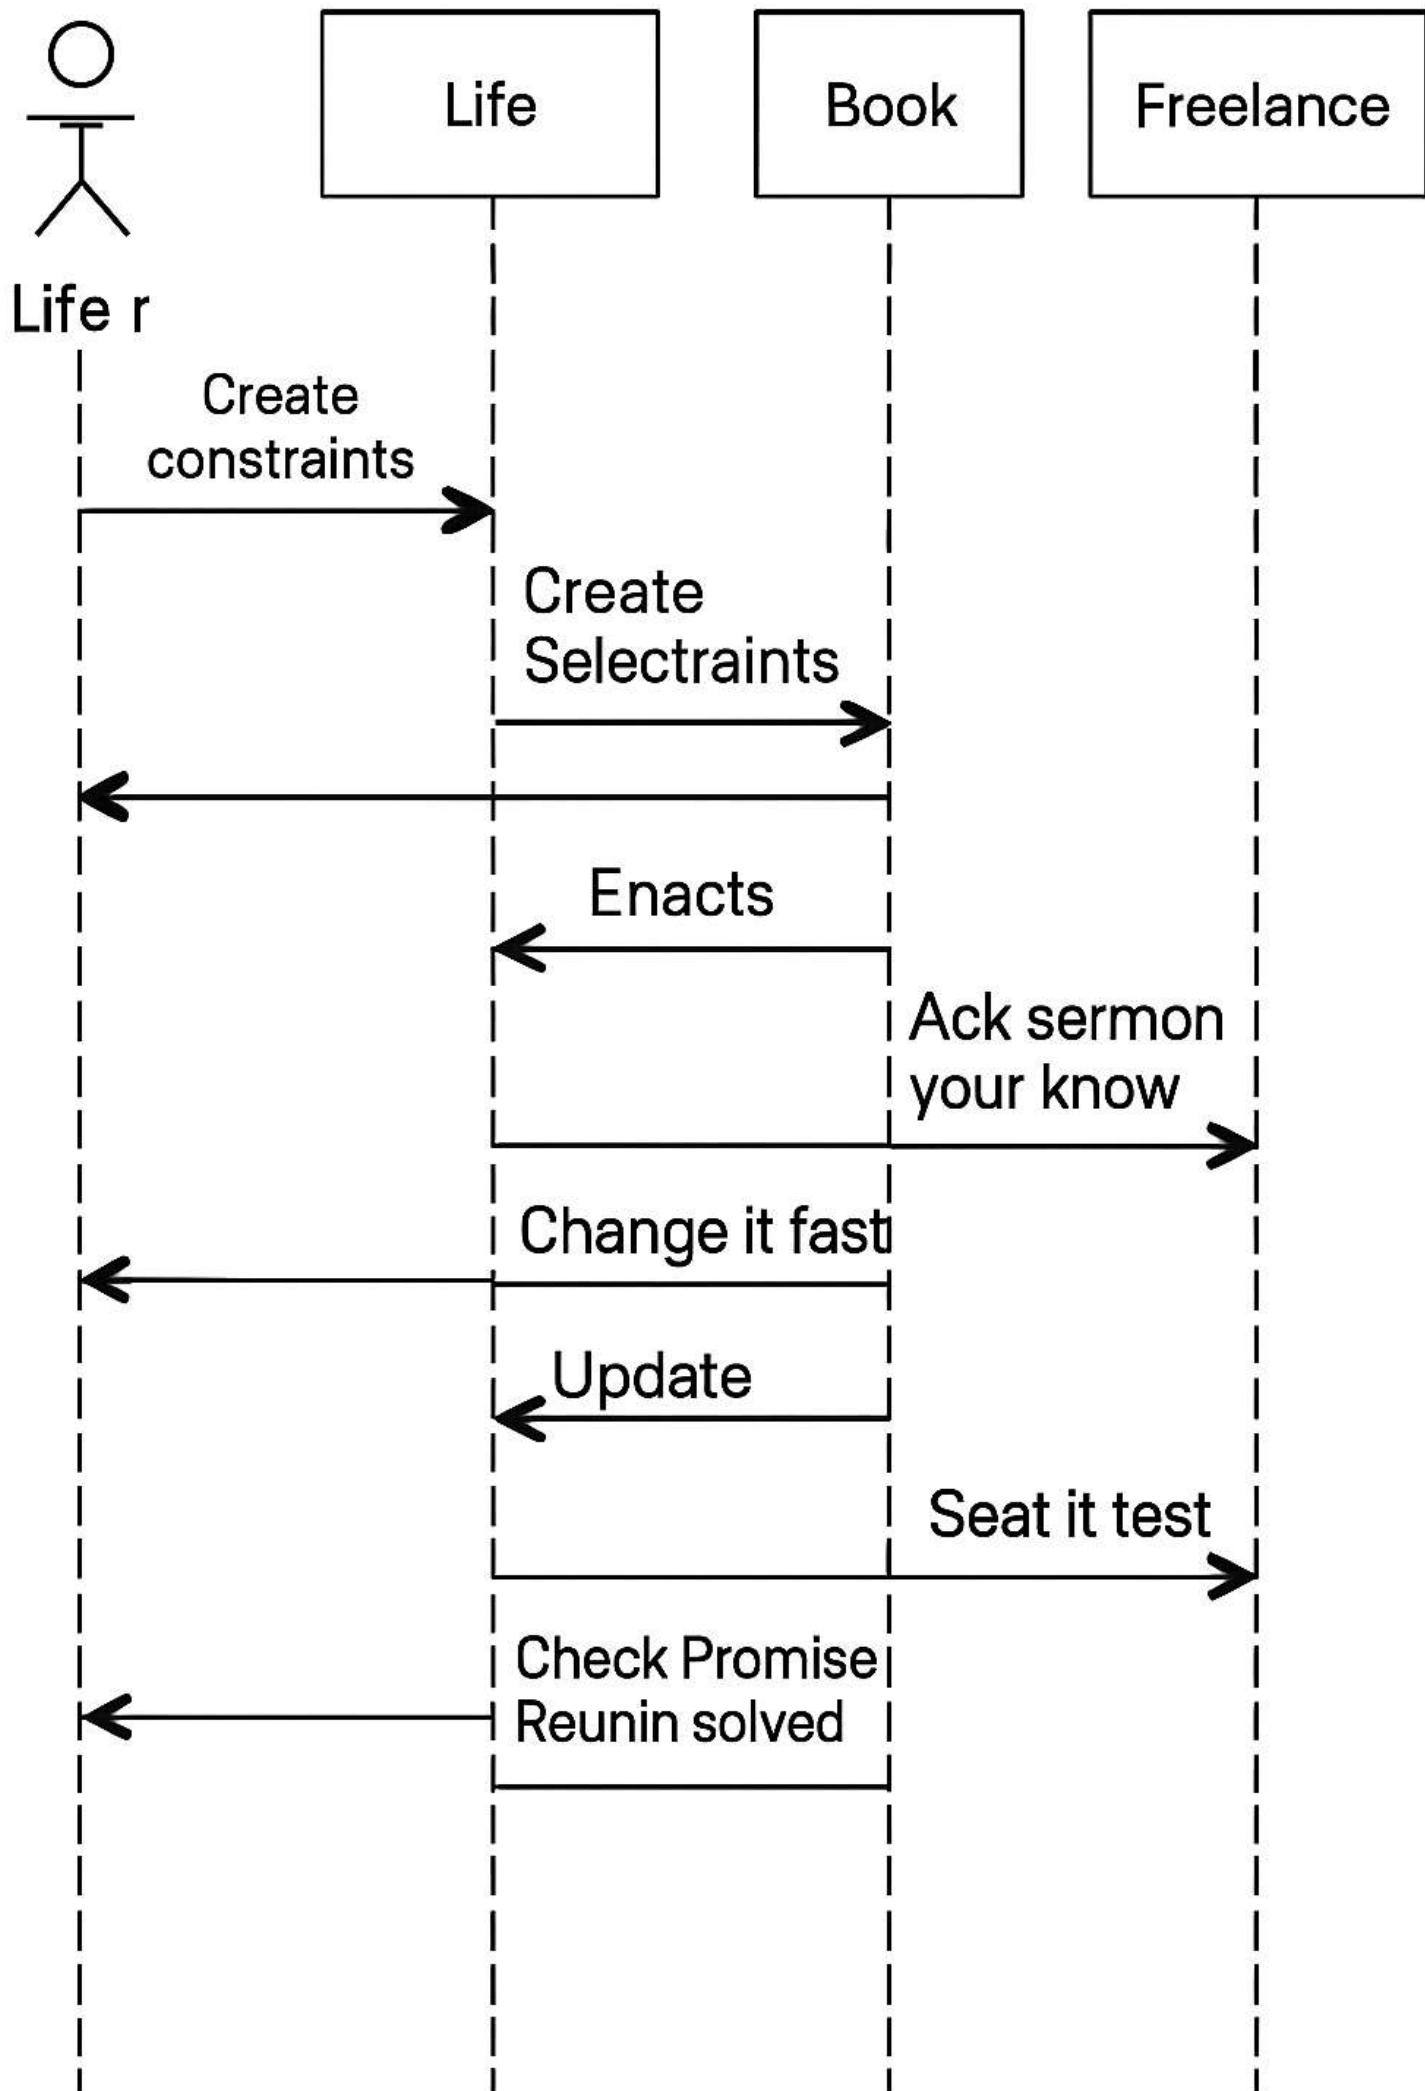 Life
Book
Freelance
Life r
Create
constraints
Create
Selectraints
Enacts
Ack sermon
your know
Change it fast
Update
Seat it test
Check Promise
Reunin solved